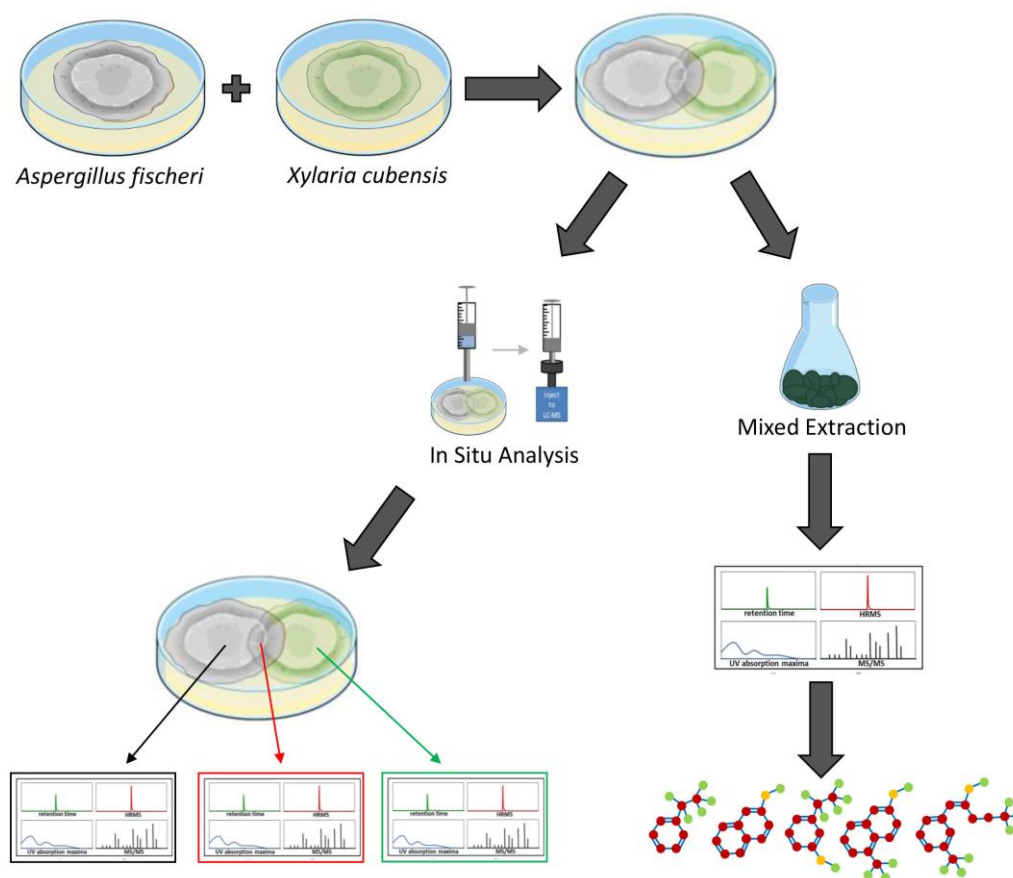 Aspergillus fischeri
Xylaria cubensis
Inject
to
LC-MS
In Situ Analysis
Mixed Extraction
retention time
HRMS
UV absorption maxima
MS/MS
retention time
HRMS
UV absorption maxima
MS/MS
retention time
HRMS
UV absorption maxima
MS/MS
retention time
HRMS
UV absorption maxima
MS/MS